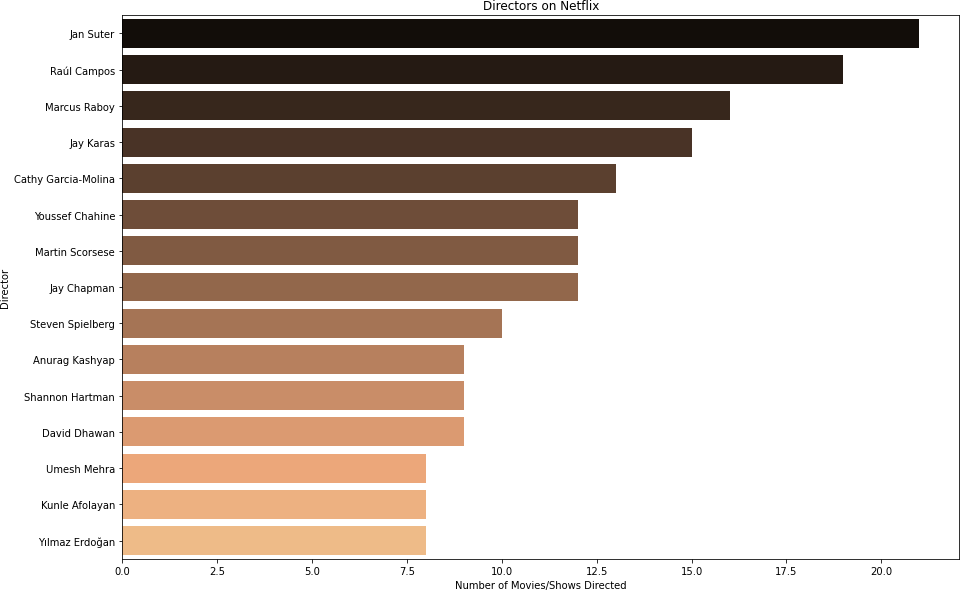 Directors on Netflix
Jan Suter
Raúl Campos
Marcus Raboy
Jay Karas
Cathy Garcia-Molina
Youssef Chahine
Martin Scorsese
Jay Chapman
Steven Spielberg
Anurag Kashyap
Shannon Hartman
David Dhawan
Umesh Mehra
Kunle Afolayan
Yılmaz Erdoğan
Director
0.0 2.5 5.0 7.5 10.0 12.5 15.0 17.5 20.0
Number of Movies/Shows Directed